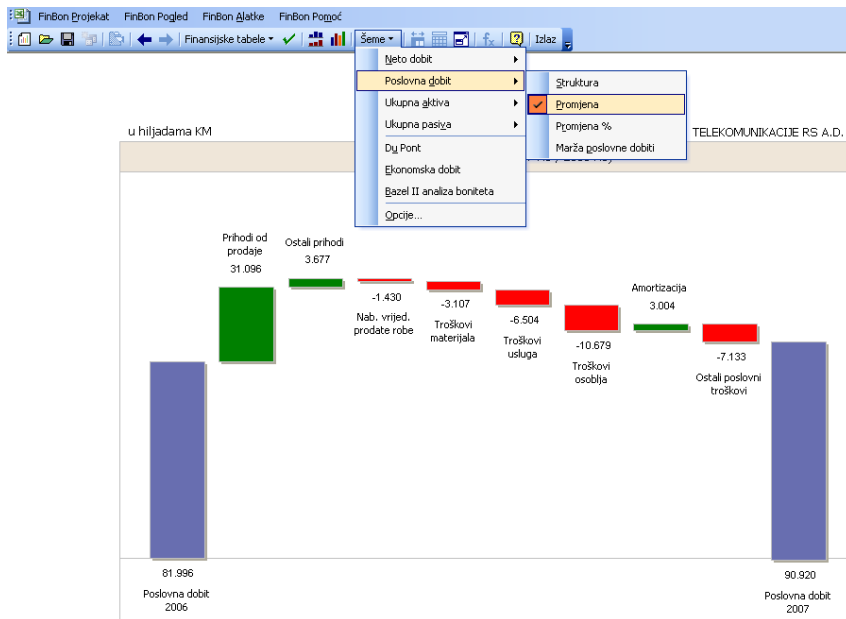 FinBon Projekat FinBon Pogled FinBon Alatke FinBon Pomoć
Finansijske tabele Šeme Izlaz
Neto dobit
Poslovna dobit
Ukupna aktiva
Ukupna pasiva
Du Pont
Ekonomska dobit
Bazel II analiza boniteta
Opcije...
Struktura
Promjena
Promjena %
Marža poslovne dobiti
u hiljadama KM
TELEKOMUNIKACIJE RS A.D.
Prihodi od
prodaje
31.096
Ostali prihodi
3.677
-1.430
Nab. vrijed.
prodate robe
-3.107
Troškovi
materijala
-6.504
Troškovi
usluga
-10.679
Troškovi
osoblja
Amortizacija
3.004
-7.133
Ostali poslovni
troškovi
81.996
Poslovna dobit
2006
90.920
Poslovna dobit
2007